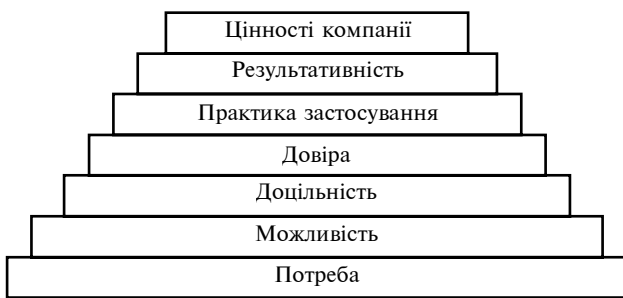 Цінності компанії
Результативність
Практика застосування
Довіра
Доцільність
Можливість
Потреба